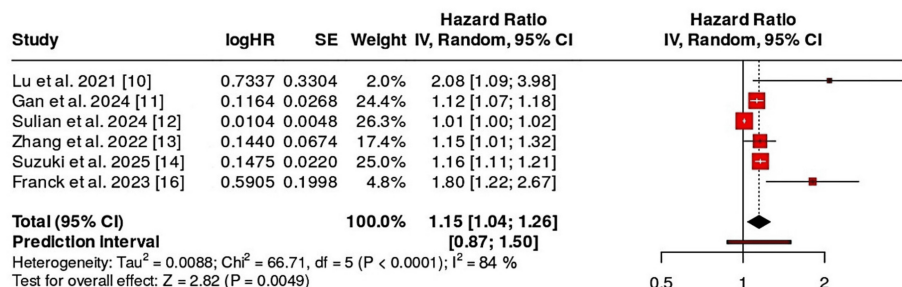 Hazard Ratio Hazard Ratio
Study logHR SE Weight IV, Random, 95% CI IV, Random, 95% CI
Lu et al. 2021 [10] 0.7337 0.3304 2.0% 2.08 [1.09; 3.98]
Gan et al. 2024 [11] 0.1164 0.0268 24.4% 1.12 [1.07; 1.18]
Sulian et al. 2024 [12] 0.0104 0.0048 26.3% 1.01 [1.00; 1.02]
Zhang et al. 2022 [13] 0.1440 0.0674 17.4% 1.15 [1.01; 1.32]
Suzuki et al. 2025 [14] 0.1475 0.0220 25.0% 1.16 [1.11; 1.21]
Franck et al. 2023 [16] 0.5905 0.1998 4.8% 1.80 [1.22; 2.67]
Total (95% CI) 100.0% 1.15 [1.04; 1.26]
Prediction Interval [0.87; 1.50]
Heterogeneity: Tau² = 0.0088; Chi² = 66.71, df = 5 (P < 0.0001); I² = 84 %
Test for overall effect: Z = 2.82 (P = 0.0049)
0.5 1 2